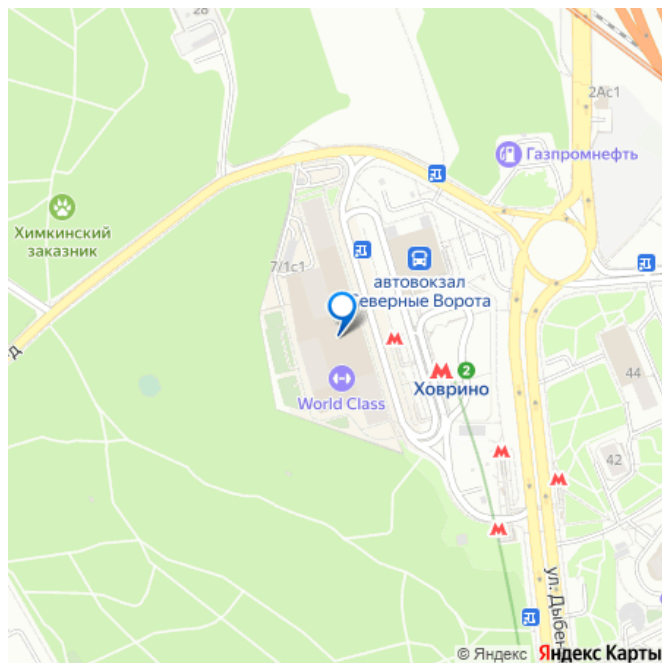 28
2Ас1
Газпромнефть
Химкинский
заказник
7/1с1
автовокзал
Северные Ворота
М
М
2
Ховрино
World Class
44
М
42
М
М
ул. Дыбен
© Яндекс
Яндекс Карты